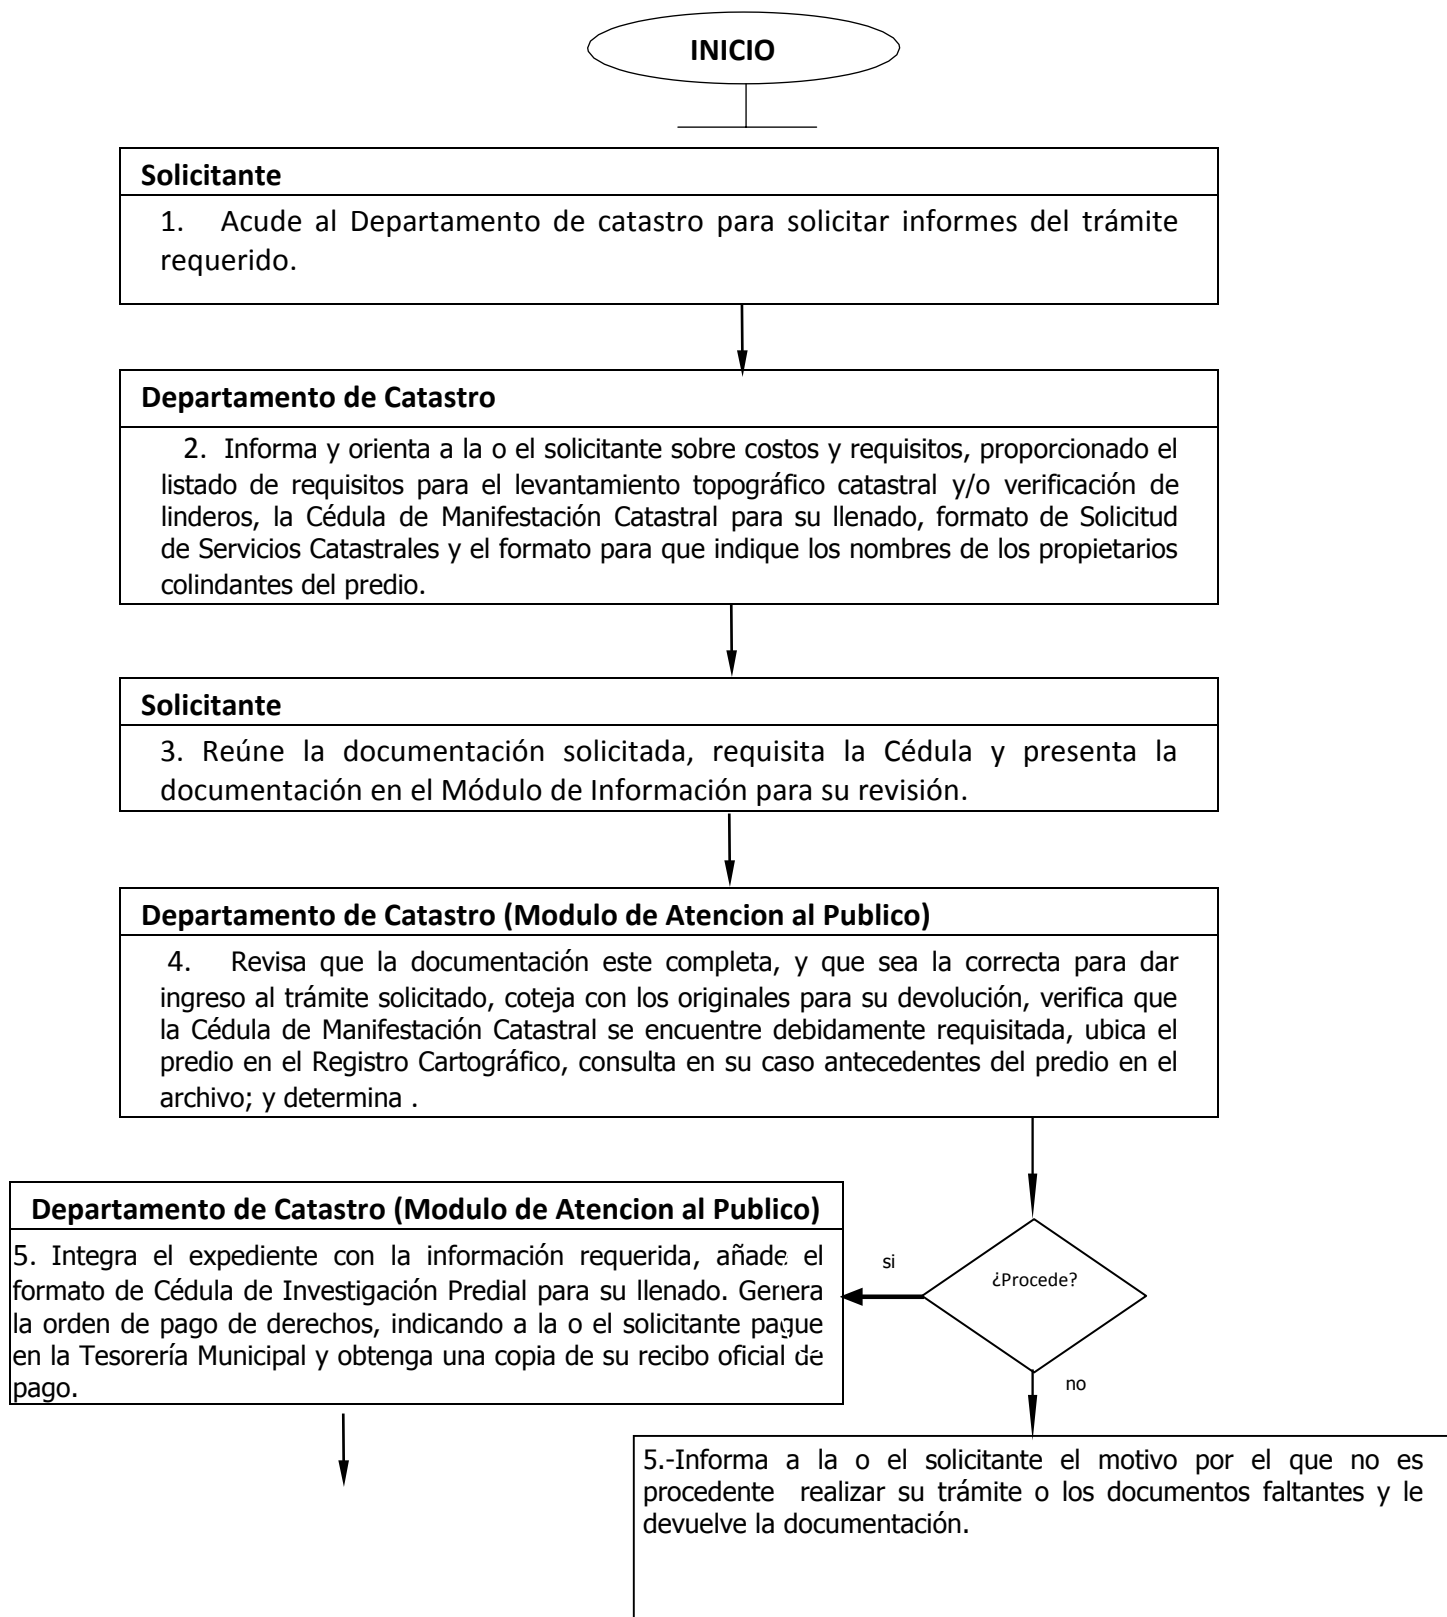 INICIO
Solicitante
1. Acude al Departamento de catastro para solicitar informes del trámite
requerido.
Departamento de Catastro
2. Informa y orienta a la o el solicitante sobre costos y requisitos, proporcionado el
listado de requisitos para el levantamiento topográfico catastral y/o verificación de
linderos, la Cédula de Manifestación Catastral para su llenado, formato de Solicitud
de Servicios Catastrales y el formato para que indique los nombres de los propietarios
colindantes del predio.
Solicitante
3. Reúne la documentación solicitada, requisita la Cédula y presenta la
documentación en el Módulo de Información para su revisión.
Departamento de Catastro (Modulo de Atencion al Publico)
4. Revisa que la documentación este completa, y que sea la correcta para dar
ingreso al trámite solicitado, coteja con los originales para su devolución, verifica que
la Cédula de Manifestación Catastral se encuentre debidamente requisitada, ubica el
predio en el Registro Cartográfico, consulta en su caso antecedentes del predio en el
archivo; y determina .
Departamento de Catastro (Modulo de Atencion al Publico)
5. Integra el expediente con la información requerida, añade el
formato de Cédula de Investigación Predial para su llenado. Genera
la orden de pago de derechos, indicando a la o el solicitante pague
en la Tesorería Municipal y obtenga una copia de su recibo oficial de
pago.
si
¿Procede?
no
5.-Informa a la o el solicitante el motivo por el que no es
procedente realizar su trámite o los documentos faltantes y le
devuelve la documentación.